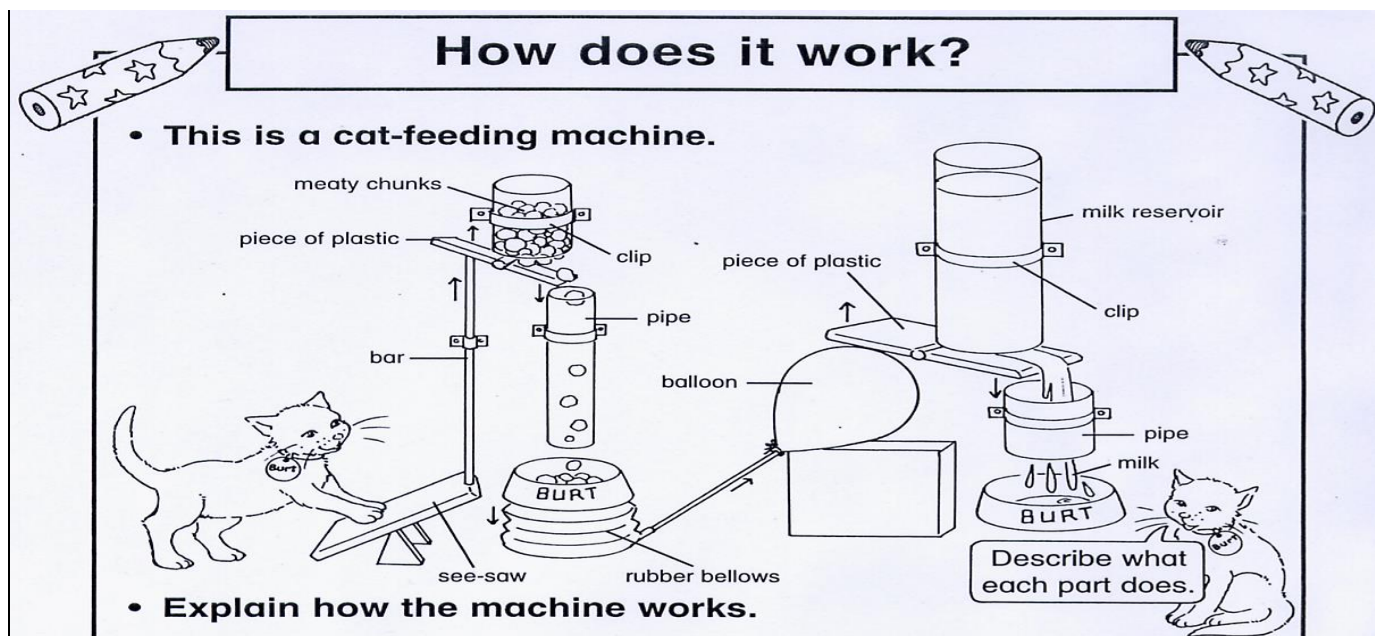 How does it work?
• This is a cat-feeding machine.
meaty chunks
piece of plastic
clip
pipe
bar
BURT
see-saw
BURT
rubber bellows
balloon
piece of plastic
milk reservoir
clip
pipe
milk
BURT
BURT
Describe what
each part does.
• Explain how the machine works.